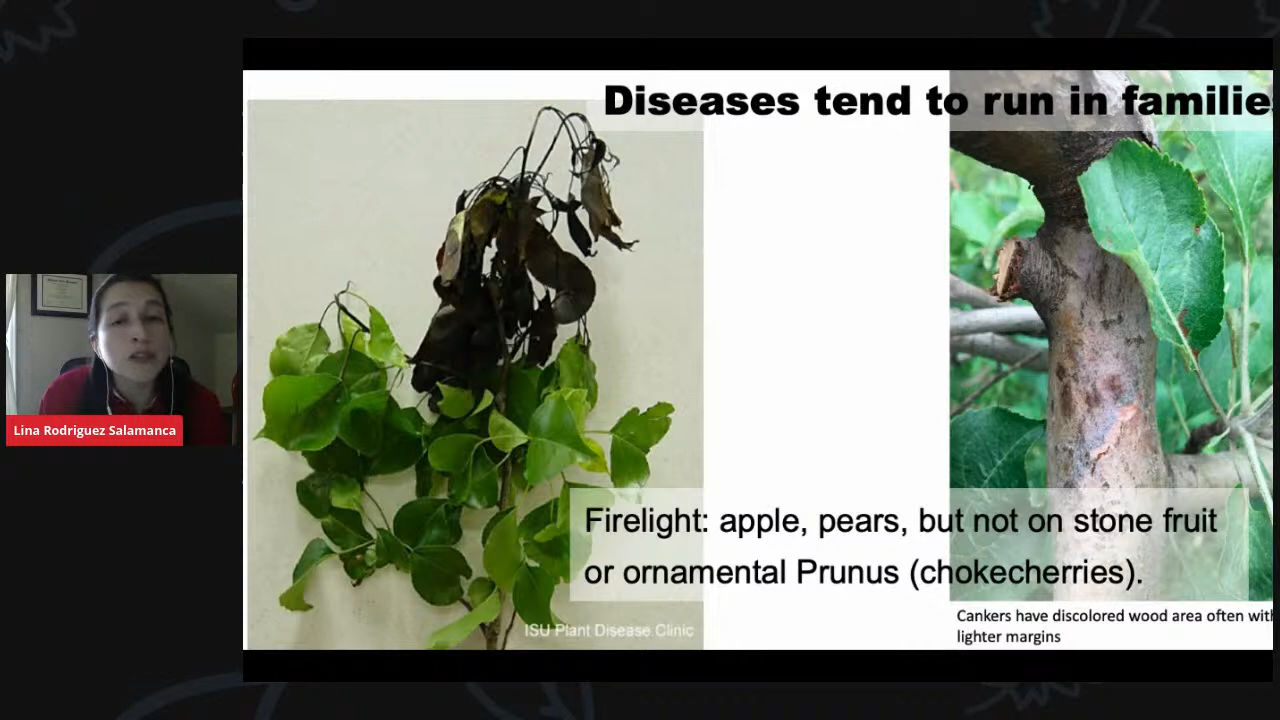 Diseases tend to run in familie
Lina Rodriguez Salamanca
Firelight: apple, pears, but not on stone fruit
or ornamental Prunus (chokecherries).
ISU Plant Disease Clinic
Cankers have discolored wood area often with
lighter margins